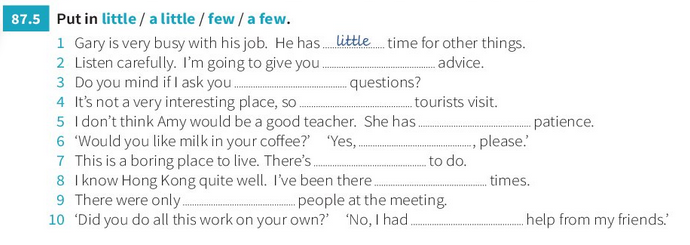 87.5 Put in little / a little / few / a few.
1 Gary is very busy with his job. He has little time for other things.
2 Listen carefully. I'm going to give you ........................ advice.
3 Do you mind if I ask you ........................ questions?
4 It's not a very interesting place, so ........................ tourists visit.
5 I don't think Amy would be a good teacher. She has ........................ patience.
6 'Would you like milk in your coffee?' 'Yes, ........................ , please.'
7 This is a boring place to live. There's ........................ to do.
8 I know Hong Kong quite well. I've been there ........................ times.
9 There were only ........................ people at the meeting.
10 'Did you do all this work on your own?' 'No, I had ........................ help from my friends.'